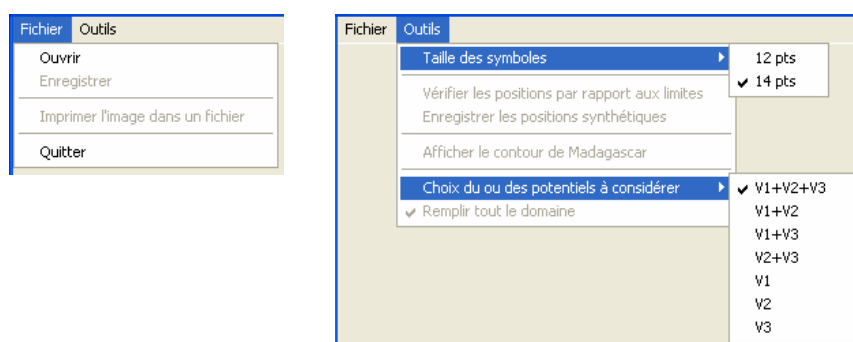 Fichier Outils
Ouvrir
Enregistrer
Imprimer l'image dans un fichier
Quitter
Fichier Outils
Taille des symboles
12 pts
14 pts
Vérifier les positions par rapport aux limites
Enregistrer les positions synthétiques
Afficher le contour de Madagascar
Choix du ou des potentiels à considérer
Remplir tout le domaine
V1+V2+V3
V1+V2
V1+V3
V2+V3
V1
V2
V3